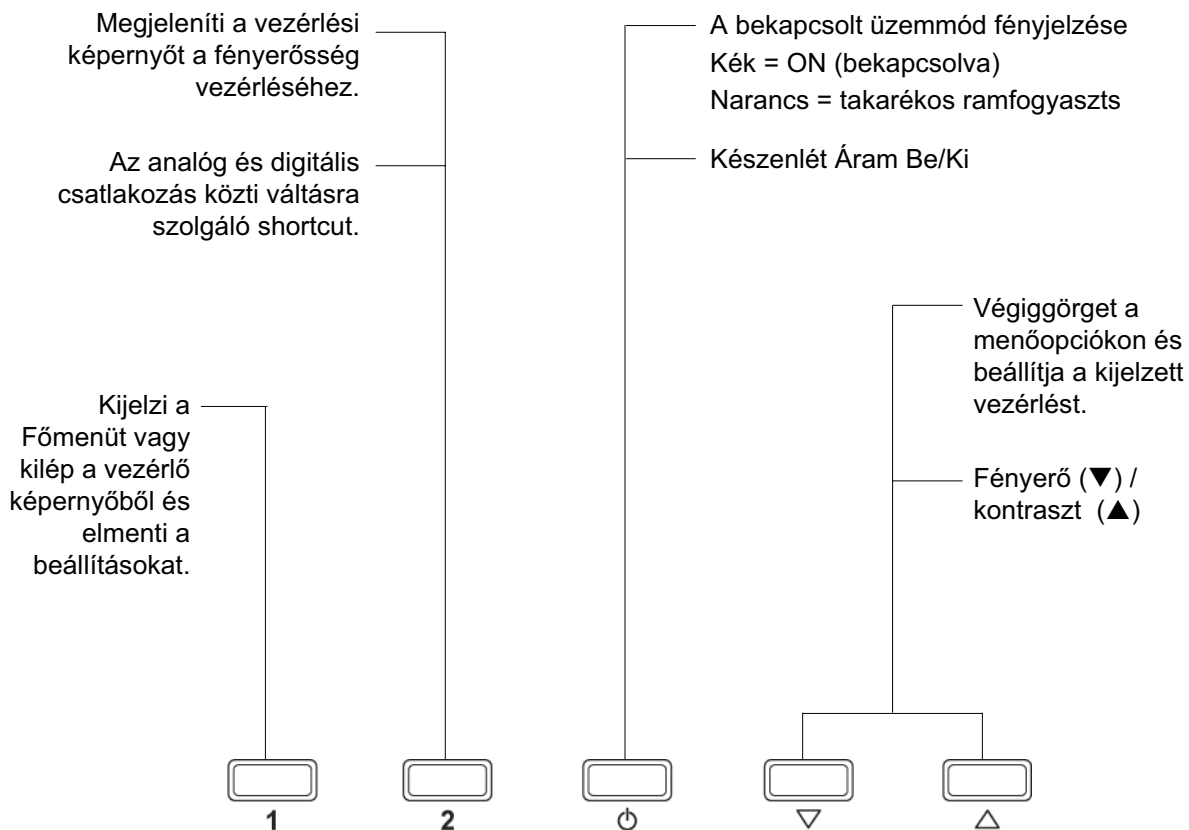 Megjeleníti a vezérlési
képernyőt a fényerősség
vezérléséhez.
Az analóg és digitális
csatlakozás közti váltásra
szolgáló shortcut.
Kijelzi a
Főmenüt vagy
kilép a vezérlő
képernyőből és
elmenti a
beállításokat.
A bekapcsolt üzemmód fényjelzése
Kék = ON (bekapcsolva)
Narancs = takarékos ramfogyaszts
Készenlét Áram Be/Ki
Végiggörget a
menőopciókon és
beállítja a kijelzett
vezérlést.
Fényerő (▼) /
kontraszt (▲)
1 2 ⏻ ▽ △